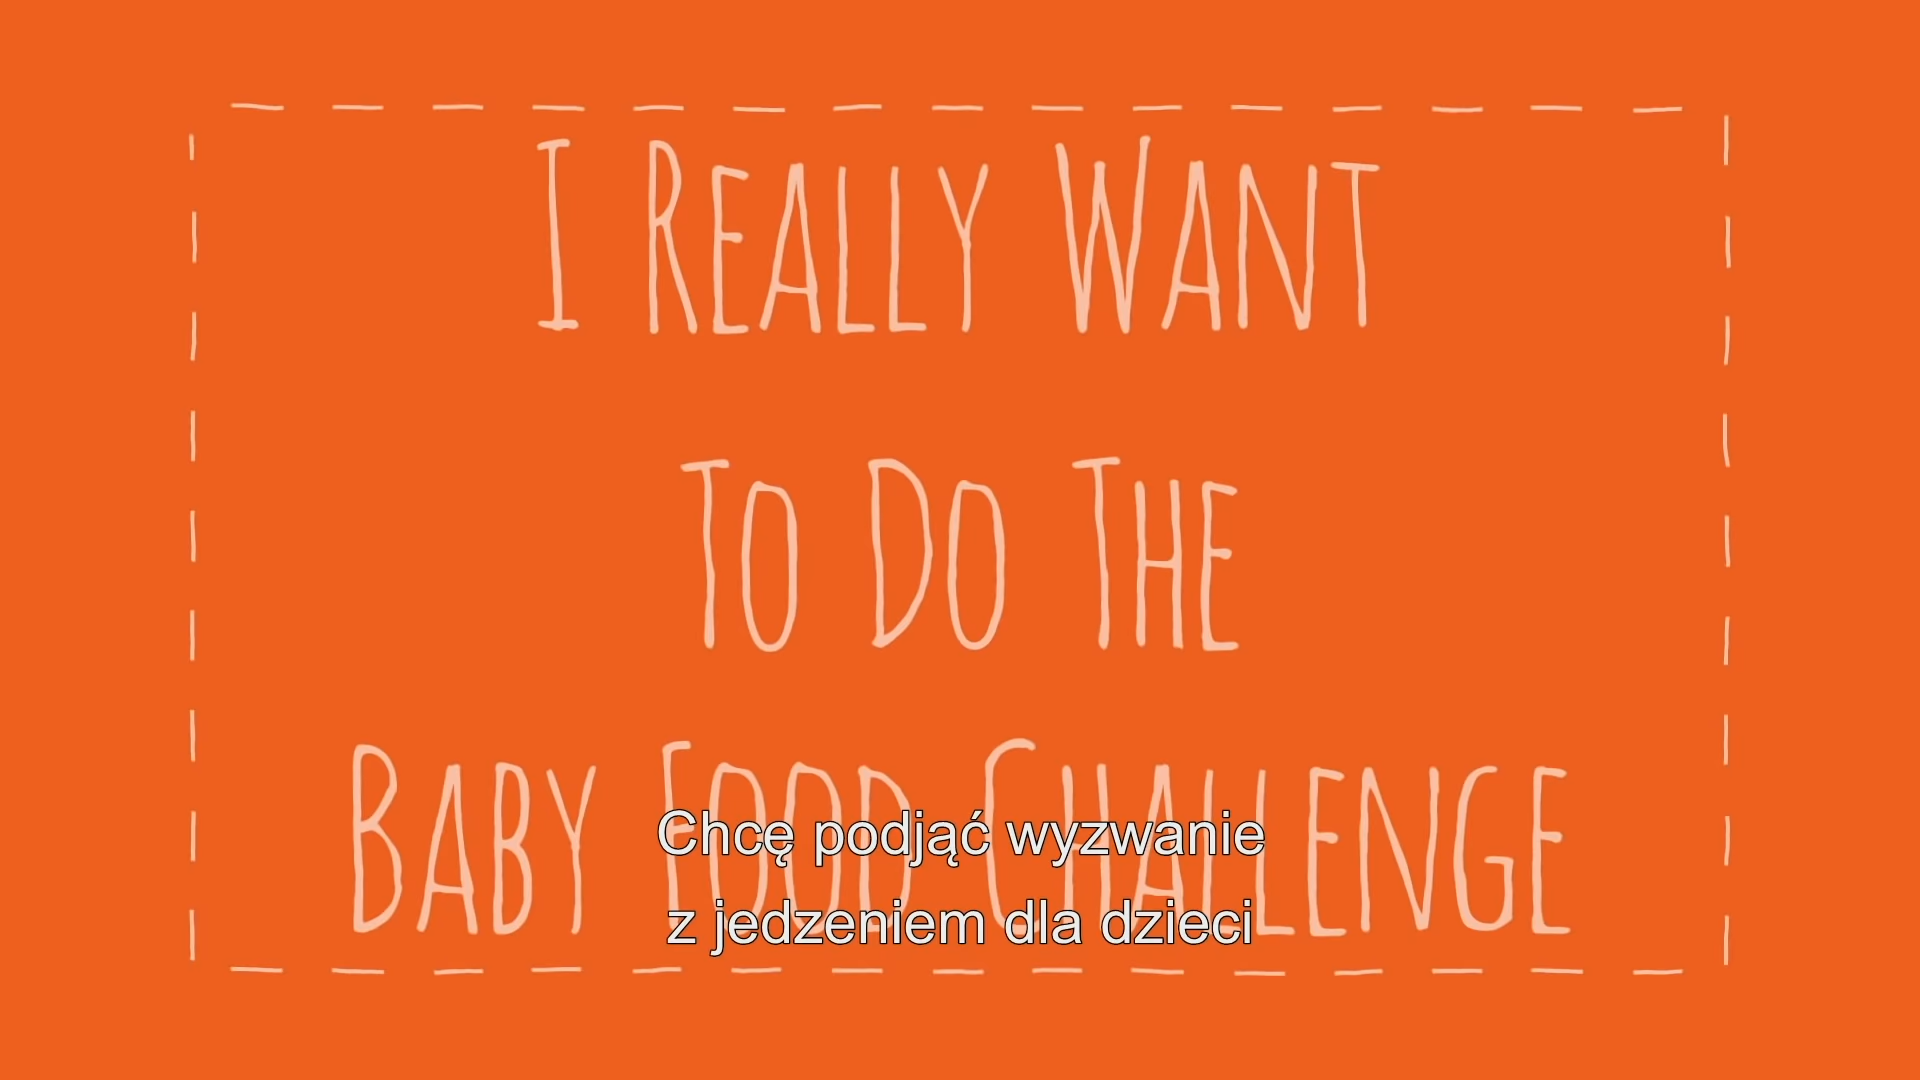 I Really Want
To Do The
Baby Food Challenge
Chcę podjąć wyzwanie
z jedzeniem dla dzieci